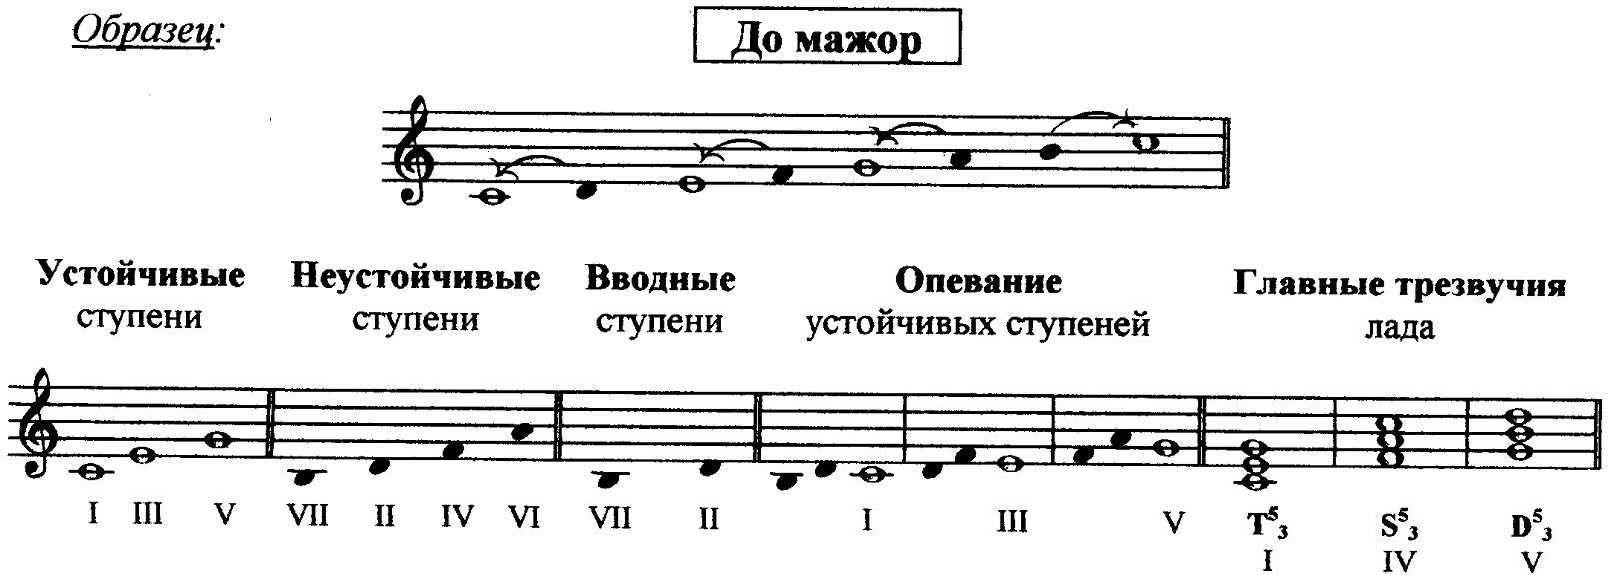 Образец:
До мажор
Устойчивые ступени
Неустойчивые ступени
Вводные ступени
Опевание устойчивых ступеней
Главные трезвучия лада
I III V VII II IV VI VII II I III V T⁵₃ S⁵₃ D⁵₃
I IV V